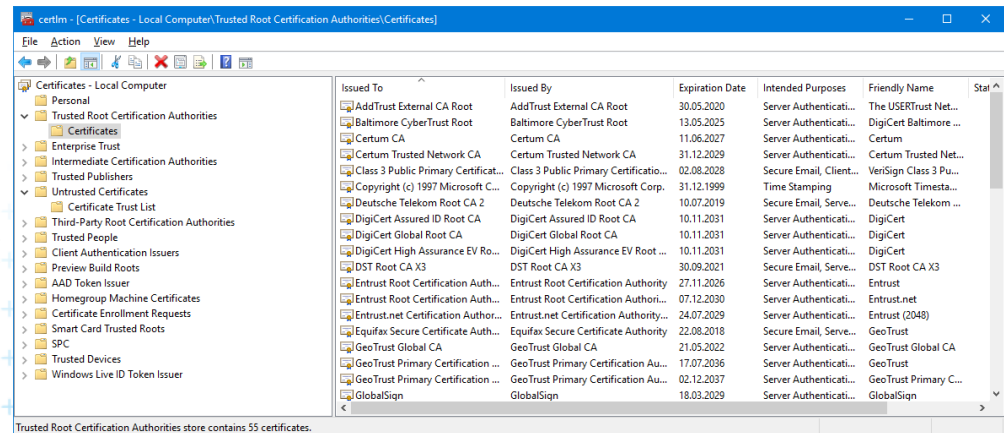 certlm - [Certificates - Local Computer\Trusted Root Certification Authorities\Certificates]
File Action View Help
Certificates - Local Computer
Personal
Trusted Root Certification Authorities
Certificates
Enterprise Trust
Intermediate Certification Authorities
Trusted Publishers
Untrusted Certificates
Certificate Trust List
Third-Party Root Certification Authorities
Trusted People
Client Authentication Issuers
Preview Build Roots
AAD Token Issuer
Homegroup Machine Certificates
Certificate Enrollment Requests
Smart Card Trusted Roots
SPC
Trusted Devices
Windows Live ID Token Issuer
Issued To Issued By Expiration Date Intended Purposes Friendly Name Stat
AddTrust External CA Root AddTrust External CA Root 30.05.2020 Server Authenticati... The USERTrust Net...
Baltimore CyberTrust Root Baltimore CyberTrust Root 13.05.2025 Server Authenticati... DigiCert Baltimore ...
Certum CA Certum CA 11.06.2027 Server Authenticati... Certum
Certum Trusted Network CA Certum Trusted Network CA 31.12.2029 Server Authenticati... Certum Trusted Net...
Class 3 Public Primary Certificat... Class 3 Public Primary Certificatio... 02.08.2028 Secure Email, Client... VeriSign Class 3 Pu...
Copyright (c) 1997 Microsoft C... Copyright (c) 1997 Microsoft Corp. 31.12.1999 Time Stamping Microsoft Timesta...
Deutsche Telekom Root CA 2 Deutsche Telekom Root CA 2 10.07.2019 Secure Email, Serve... Deutsche Telekom ...
DigiCert Assured ID Root CA DigiCert Assured ID Root CA 10.11.2031 Server Authenticati... DigiCert
DigiCert Global Root CA DigiCert Global Root CA 10.11.2031 Server Authenticati... DigiCert
DigiCert High Assurance EV Ro... DigiCert High Assurance EV Root ... 10.11.2031 Server Authenticati... DigiCert
DST Root CA X3 DST Root CA X3 30.09.2021 Secure Email, Serve... DST Root CA X3
Entrust Root Certification Auth... Entrust Root Certification Authority 27.11.2026 Server Authenticati... Entrust
Entrust Root Certification Auth... Entrust Root Certification Authori... 07.12.2030 Server Authenticati... Entrust.net
Entrust.net Certification Author... Entrust.net Certification Authority... 24.07.2029 Server Authenticati... Entrust (2048)
Equifax Secure Certificate Auth... Equifax Secure Certificate Authority 22.08.2018 Secure Email, Serve... GeoTrust
GeoTrust Global CA GeoTrust Global CA 21.05.2022 Server Authenticati... GeoTrust Global CA
GeoTrust Primary Certification ... GeoTrust Primary Certification Au... 17.07.2036 Server Authenticati... GeoTrust
GeoTrust Primary Certification ... GeoTrust Primary Certification Au... 02.12.2037 Server Authenticati... GeoTrust Primary C...
GlobalSign GlobalSign 18.03.2029 Server Authenticati... GlobalSign
Trusted Root Certification Authorities store contains 55 certificates.